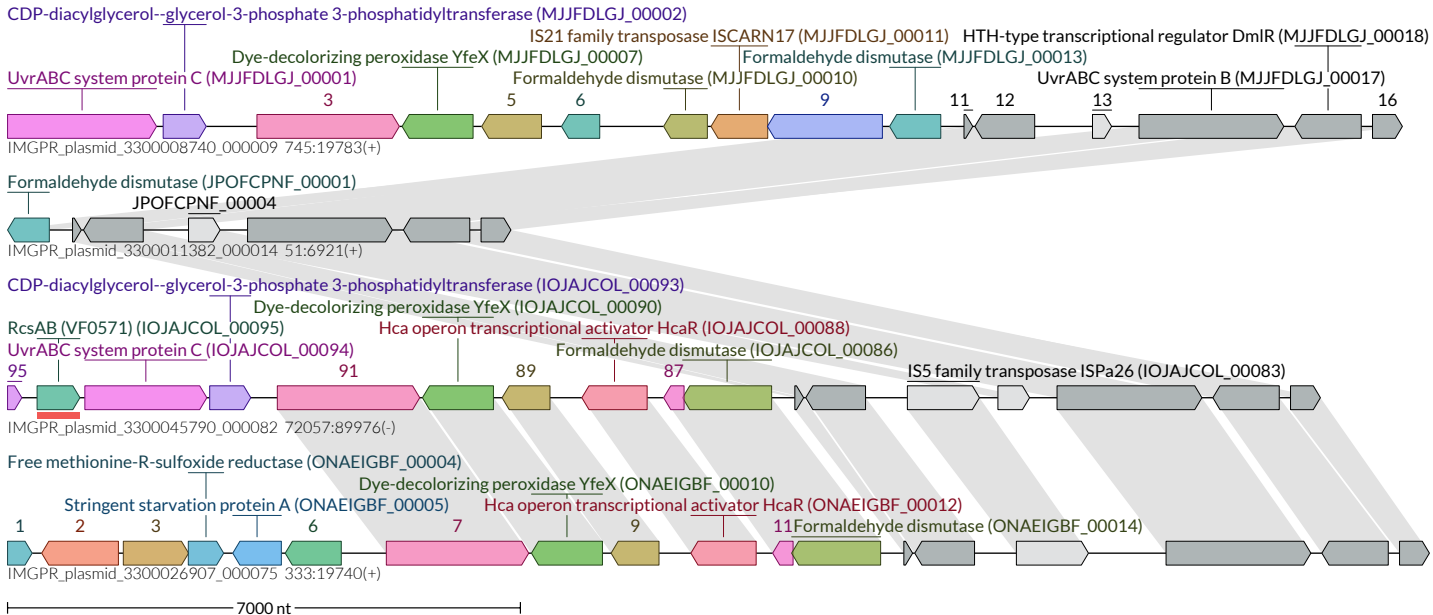 CDP-diacylglycerol--glycerol-3-phosphate 3-phosphatidyltransferase (MJJFDLGJ_00002)
IS21 family transposase ISCARN17 (MJJFDLGJ_00011) HTH-type transcriptional regulator DmlR (MJJFDLGJ_00018)
Dye-decolorizing peroxidase YfeX (MJJFDLGJ_00007) Formaldehyde dismutase (MJJFDLGJ_00013)
UvrABC system protein C (MJJFDLGJ_00001) Formaldehyde dismutase (MJJFDLGJ_00010) UvrABC system protein B (MJJFDLGJ_00017)
3 5 6 9 11 12 13 16
IMGPR_plasmid_3300008740_000009 745:19783(+)
Formaldehyde dismutase (JPOFCPNF_00001)
JPOFCPNF_00004
IMGPR_plasmid_3300011382_000014 51:6921(+)
CDP-diacylglycerol--glycerol-3-phosphate 3-phosphatidyltransferase (IOJAJCOL_00093)
Dye-decolorizing peroxidase YfeX (IOJAJCOL_00090)
RcsAB (VF0571) (IOJAJCOL_00095) Hca operon transcriptional activator HcaR (IOJAJCOL_00088)
UvrABC system protein C (IOJAJCOL_00094) Formaldehyde dismutase (IOJAJCOL_00086)
95 91 89 87 IS5 family transposase ISPa26 (IOJAJCOL_00083)
IMGPR_plasmid_3300045790_000082 72057:89976(-)
Free methionine-R-sulfoxide reductase (ONAEIGBF_00004)
Dye-decolorizing peroxidase YfeX (ONAEIGBF_00010)
Stringent starvation protein A (ONAEIGBF_00005) Hca operon transcriptional activator HcaR (ONAEIGBF_00012)
1 2 3 6 7 9 11 Formaldehyde dismutase (ONAEIGBF_00014)
IMGPR_plasmid_3300026907_000075 333:19740(+)
7000 nt